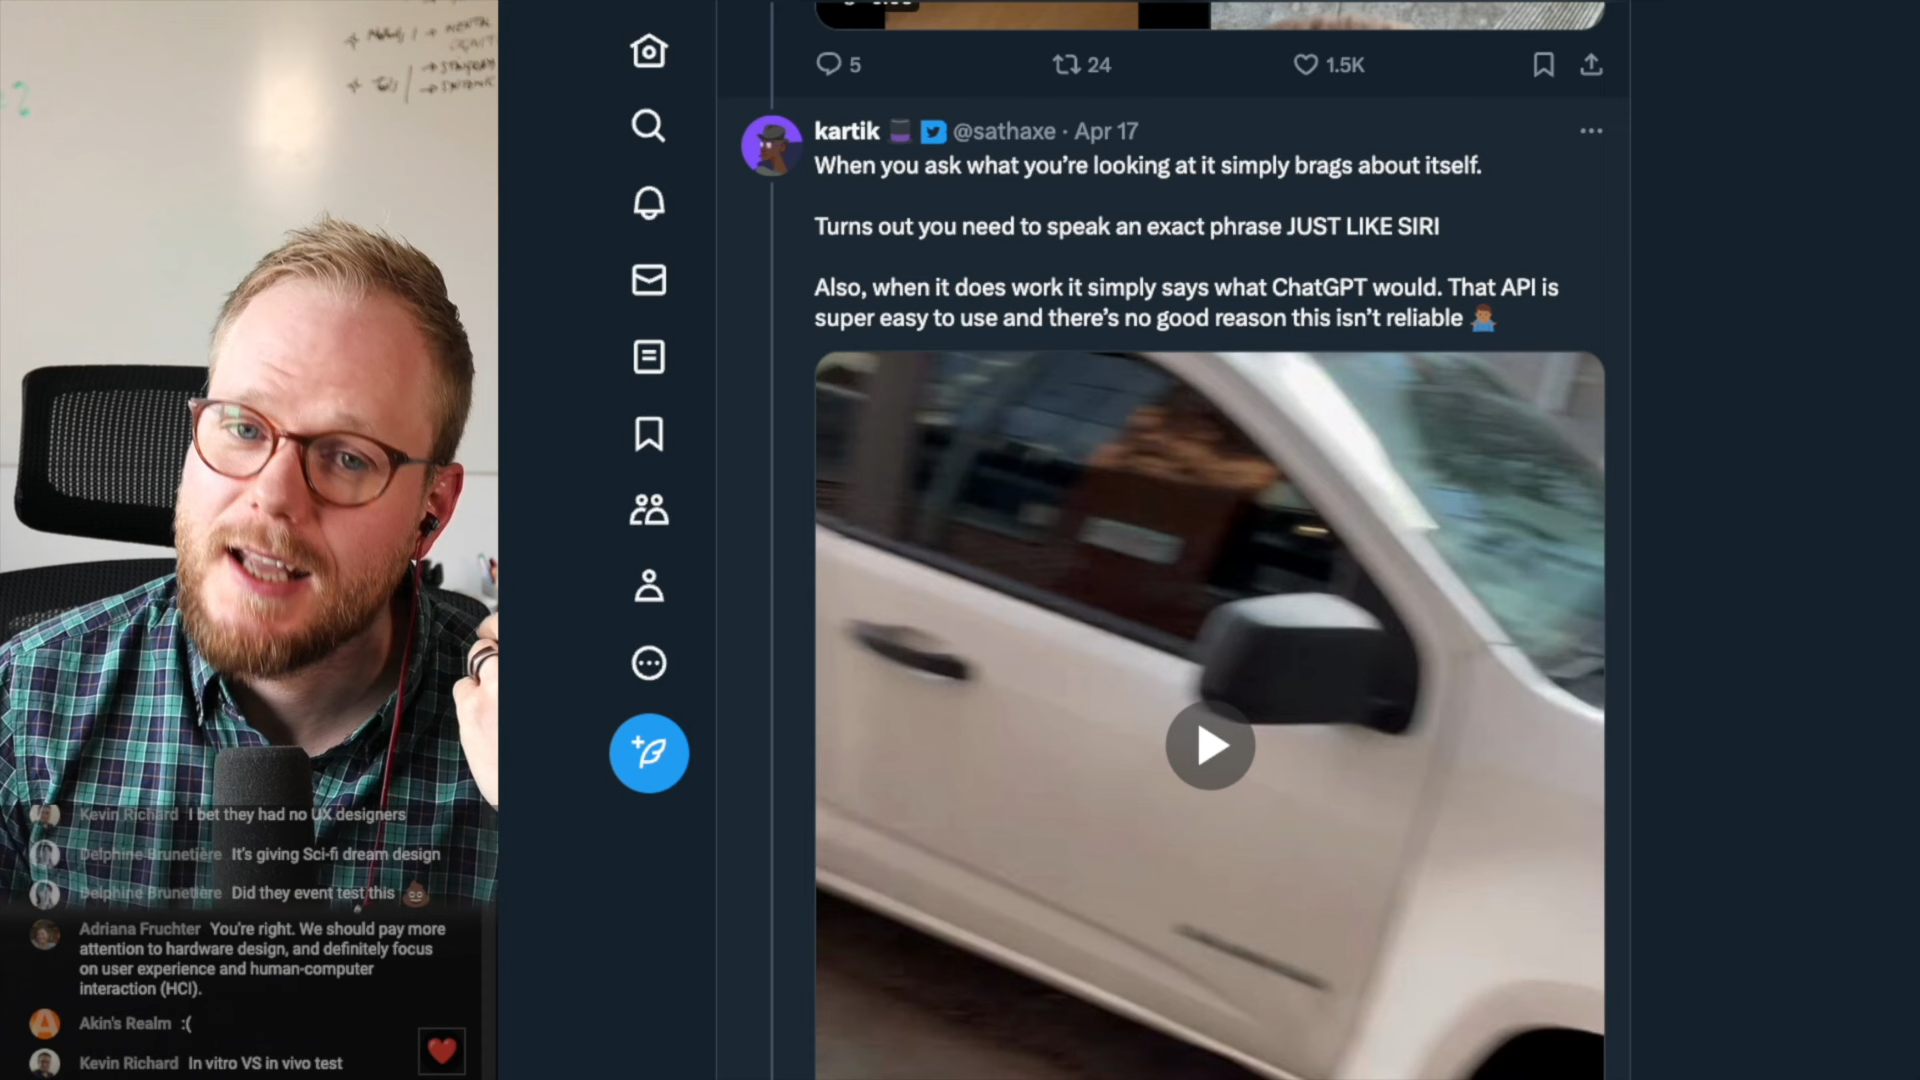 5
24
1.5K
kartik @sathaxe · Apr 17
When you ask what you’re looking at it simply brags about itself.
Turns out you need to speak an exact phrase JUST LIKE SIRI
Also, when it does work it simply says what ChatGPT would. That API is
super easy to use and there’s no good reason this isn’t reliable
Kevin Richard I bet they had no UX designers
Delphine Brunetière It's giving Sci-fi dream design
Delphine Brunetière Did they event test this
Adriana Fruchter You're right. We should pay more
attention to hardware design, and definitely focus
on user experience and human-computer
interaction (HCI).
Akin's Realm :(
Kevin Richard In vitro VS in vivo test